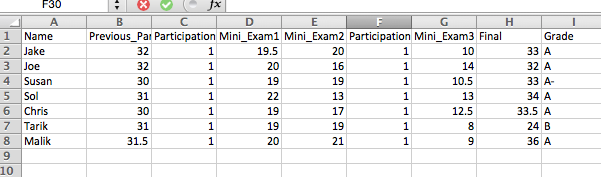 F30 fx
A B C D E F G H I
1 Name Previous_Par Participation Mini_Exam1 Mini_Exam2 Participation Mini_Exam3 Final Grade
2 Jake 32 1 19.5 20 1 10 33 A
3 Joe 32 1 20 16 1 14 32 A
4 Susan 30 1 19 19 1 10.5 33 A-
5 Sol 31 1 22 13 1 13 34 A
6 Chris 30 1 19 17 1 12.5 33.5 A
7 Tarik 31 1 19 19 1 8 24 B
8 Malik 31.5 1 20 21 1 9 36 A
9
10